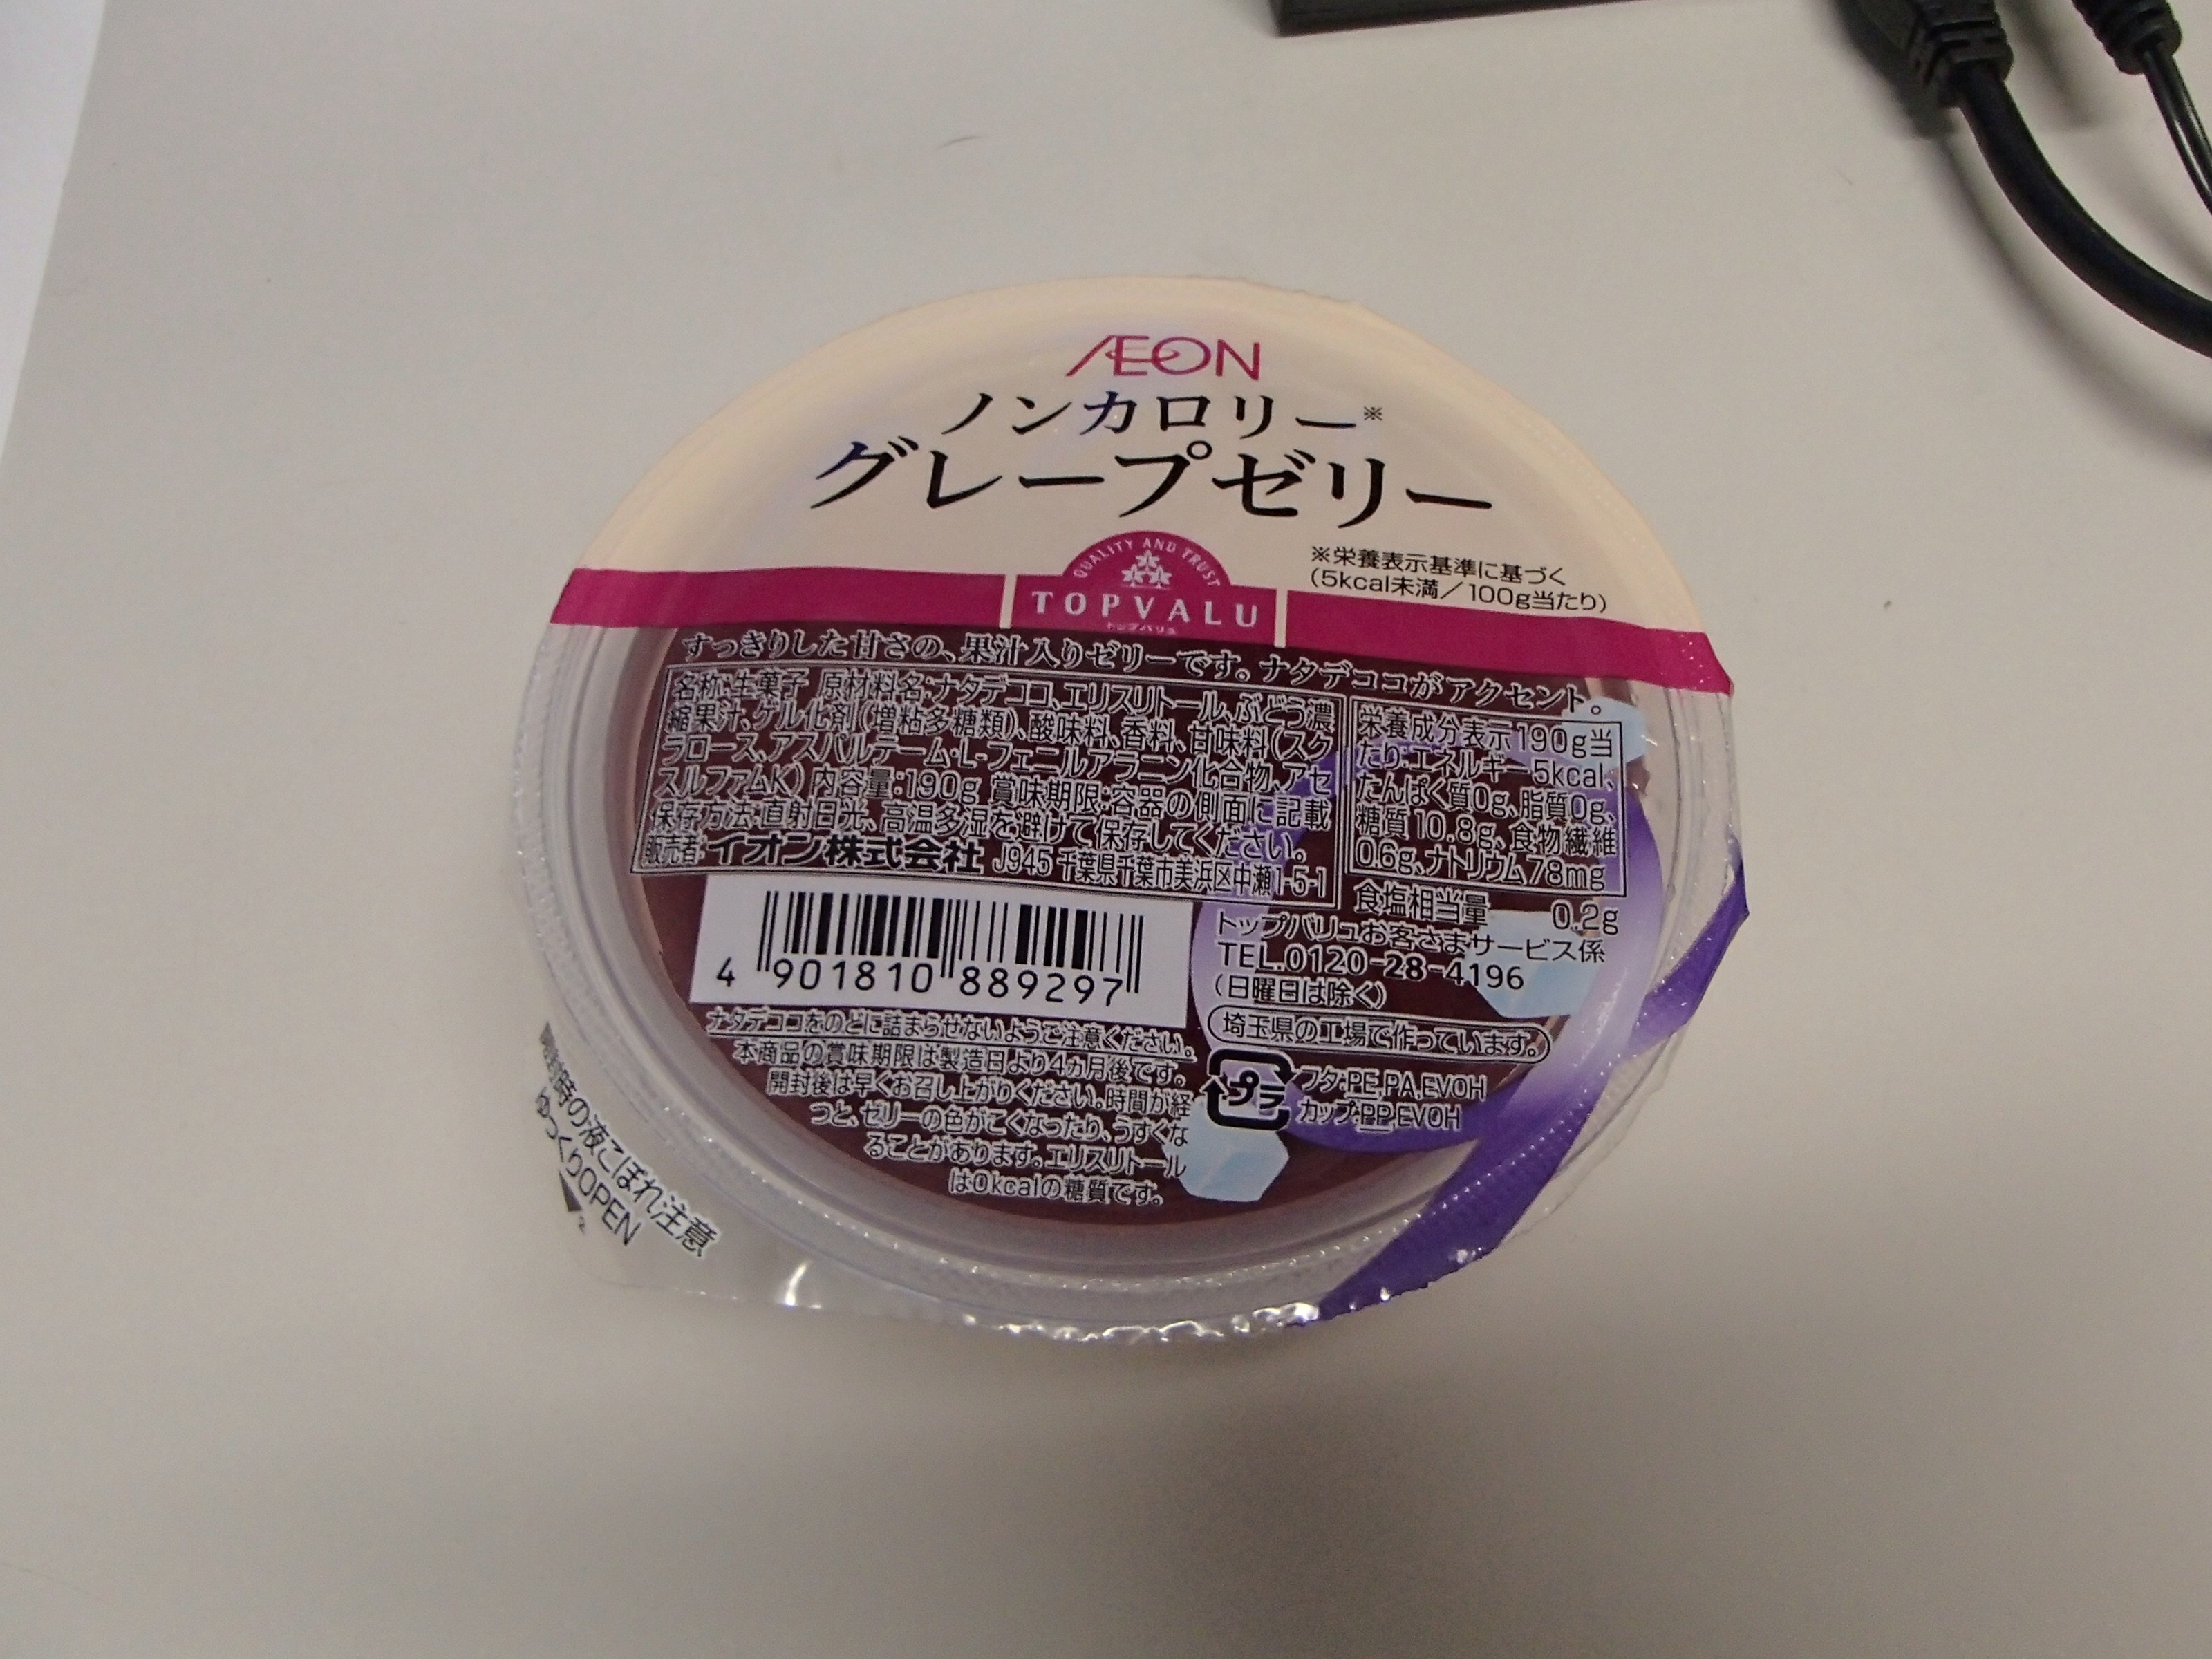 ÆON
ノンカロリー※
グレープゼリー
QUALITY AND TRUST
TOPVALU
トップバリュ
※栄養表示基準に基づく
(5kcal未満/100g当たり)
すっきりした甘さの、果汁入りゼリーです。ナタデココがアクセント。
名称:生菓子 原材料名:ナタデココ、エリスリトール、ぶどう濃
縮果汁、ゲル化剤(増粘多糖類)、酸味料、香料、甘味料(スク
ラロース、アスパルテーム・L-フェニルアラニン化合物、アセ
スルファムK) 内容量:190g 賞味期限:容器の側面に記載
保存方法:直射日光、高温多湿を避けて保存してください。
販売者:イオン株式会社 J945 千葉県千葉市美浜区中瀬1-5-1
栄養成分表示190g当
たり:エネルギー5kcal、
たんぱく質0g、脂質0g、
糖質10.8g、食物繊維
0.6g、ナトリウム78mg
食塩相当量 0.2g
4 901810 889297
トップバリュお客さまサービス係
TEL.0120-28-4196
(日曜日は除く)
埼玉県の工場で作っています。
プラ
フタ:PE,PA,EVOH
カップ:PP,EVOH
ナタデココをのどに詰まらせないようご注意ください。
本商品の賞味期限は製造日より4ヵ月後です。
開封後は早くお召し上がりください。時間が経
つと、ゼリーの色がこくなったり、うすくな
ることがあります。エリスリトール
は0kcalの糖質です。
開封時の液こぼれ注意
ゆっくりOPEN
2